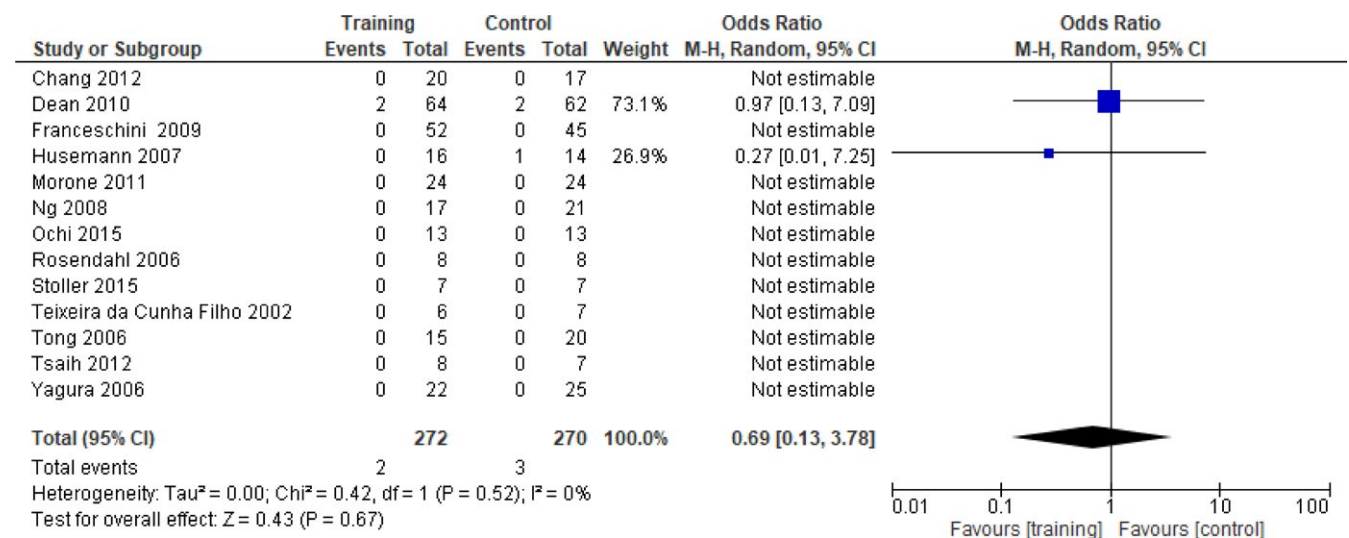 Training Control Odds Ratio Odds Ratio
Study or Subgroup Events Total Events Total Weight M-H, Random, 95% CI M-H, Random, 95% CI
Chang 2012 0 20 0 17 Not estimable
Dean 2010 2 64 2 62 73.1% 0.97 [0.13, 7.09]
Franceschini 2009 0 52 0 45 Not estimable
Husemann 2007 0 16 1 14 26.9% 0.27 [0.01, 7.25]
Morone 2011 0 24 0 24 Not estimable
Ng 2008 0 17 0 21 Not estimable
Ochi 2015 0 13 0 13 Not estimable
Rosendahl 2006 0 8 0 8 Not estimable
Stoller 2015 0 7 0 7 Not estimable
Teixeira da Cunha Filho 2002 0 6 0 7 Not estimable
Tong 2006 0 15 0 20 Not estimable
Tsaih 2012 0 8 0 7 Not estimable
Yagura 2006 0 22 0 25 Not estimable
Total (95% CI) 272 270 100.0% 0.69 [0.13, 3.78]
Total events 2 3
Heterogeneity: Tau² = 0.00; Chi² = 0.42, df = 1 (P = 0.52); I² = 0%
Test for overall effect: Z = 0.43 (P = 0.67)
0.01 0.1 1 10 100
Favours [training] Favours [control]